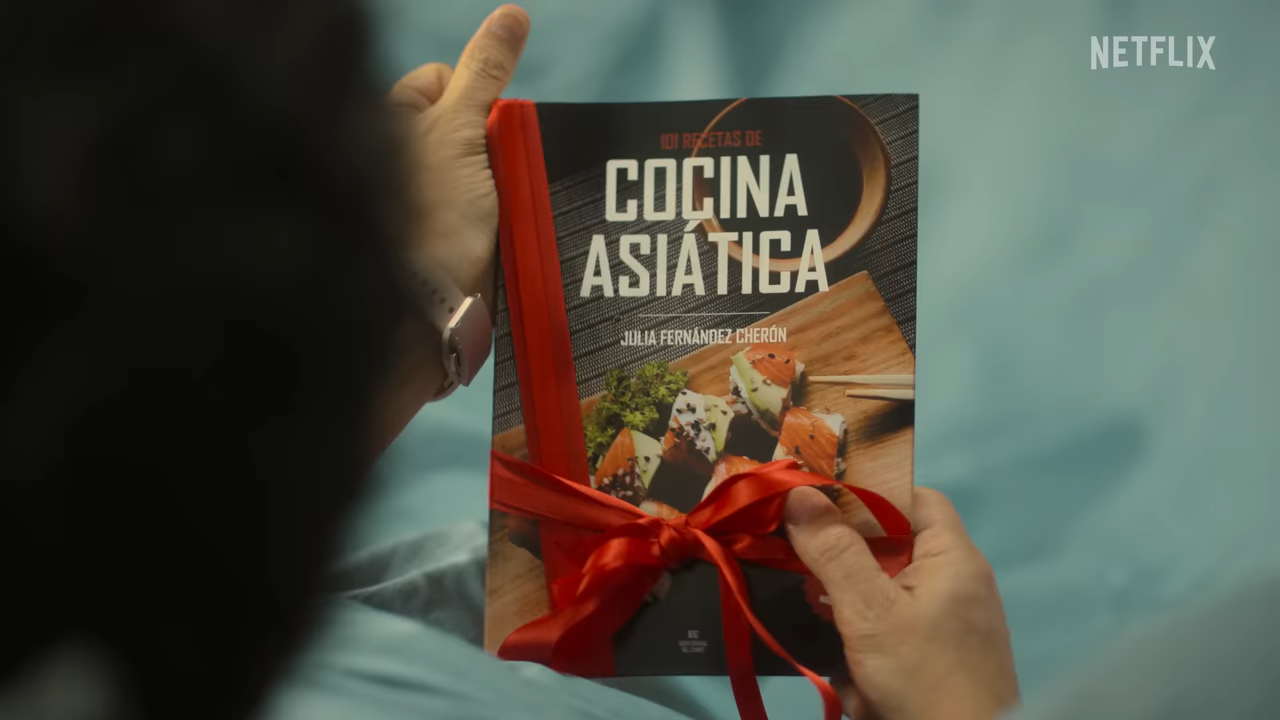 NETFLIX
101 RECETAS DE
COCINA
ASIÁTICA
JULIA FERNÁNDEZ CHERÓN